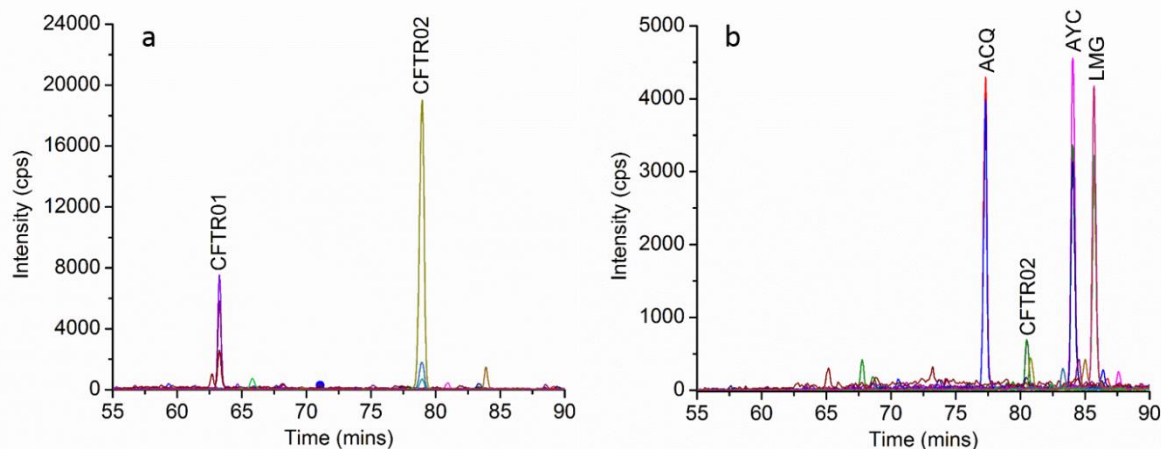 a
24000
20000
16000
12000
8000
4000
0
Intensity (cps)
CFTR01
CFTR02
55 60 65 70 75 80 85 90
Time (mins)
b
5000
4000
3000
2000
1000
0
Intensity (cps)
ACQ
CFTR02
AYC
LMG
55 60 65 70 75 80 85 90
Time (mins)